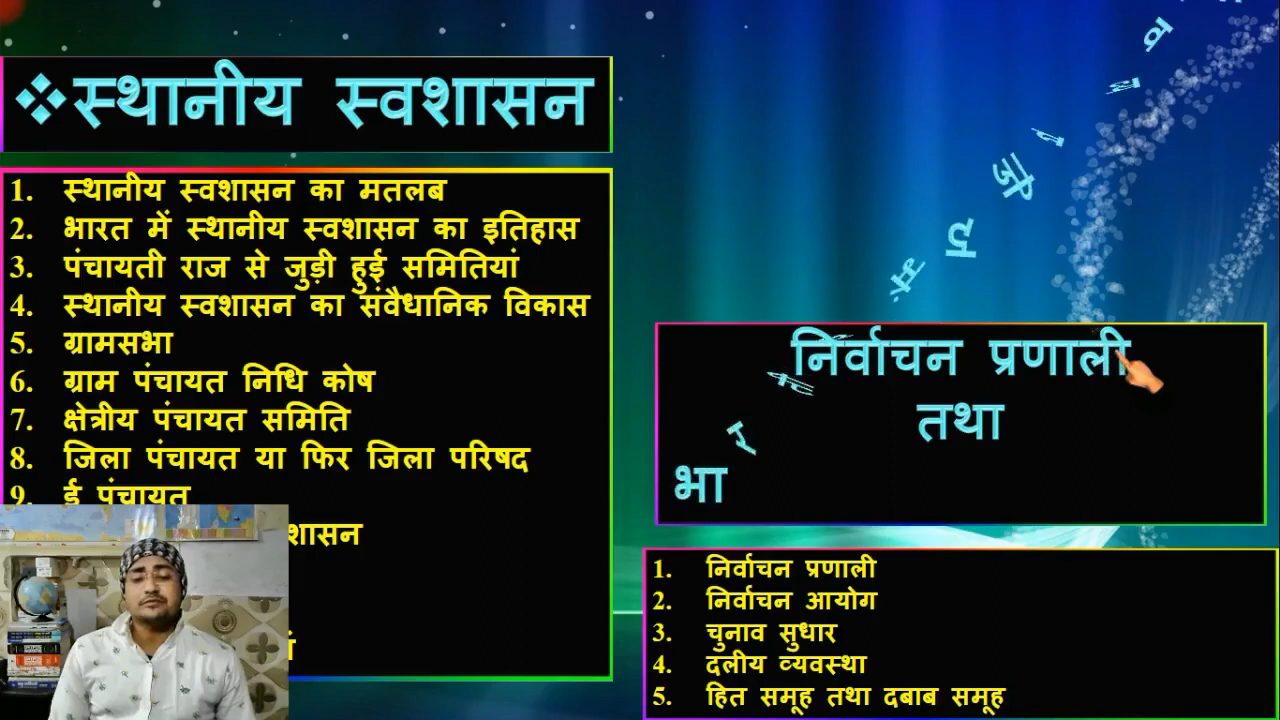 ❖स्थानीय स्वशासन
1. स्थानीय स्वशासन का मतलब
2. भारत में स्थानीय स्वशासन का इतिहास
3. पंचायती राज से जुड़ी हुई समितियां
4. स्थानीय स्वशासन का संवैधानिक विकास
5. ग्रामसभा
6. ग्राम पंचायत निधि कोष
7. क्षेत्रीय पंचायत समिति
8. जिला पंचायत या फिर जिला परिषद
9. ई पंचायत
शासन
निर्वाचन प्रणाली
तथा
भा
1. निर्वाचन प्रणाली
2. निर्वाचन आयोग
3. चुनाव सुधार
4. दलीय व्यवस्था
5. हित समूह तथा दबाब समूह